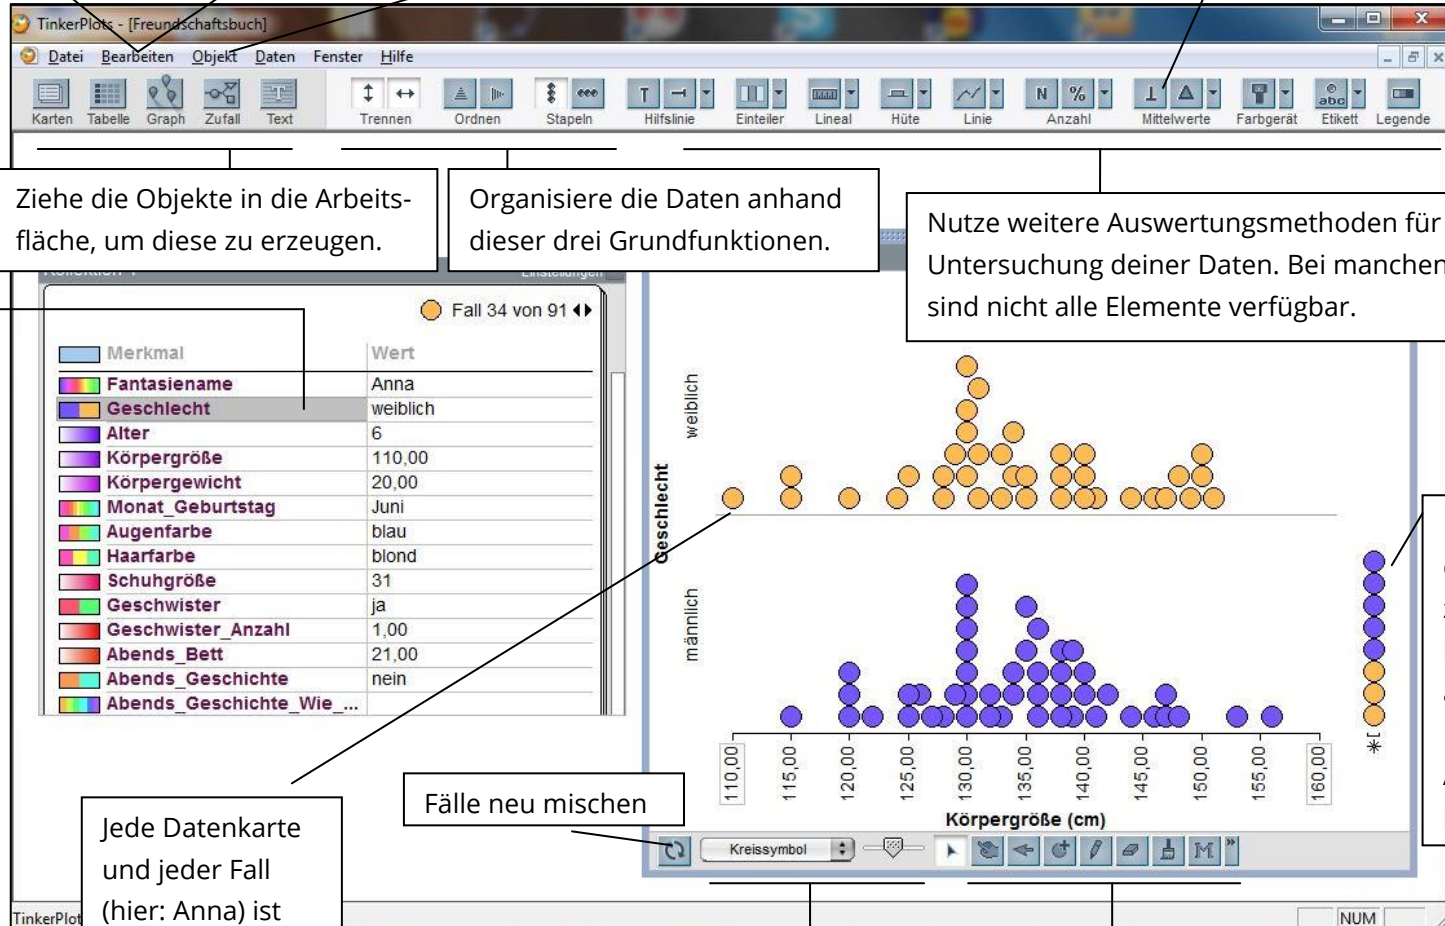 TinkerPlots - [Freundschaftsbuch]
Datei Bearbeiten Objekt Daten Fenster Hilfe
Karten Tabelle Graph Zufall Text Trennen Ordnen Stapeln Hilfslinie Einteiler Lineal Hüte Linie Anzahl Mittelwerte Farbgerät Etikett Legende
T N % abc
Ziehe die Objekte in die Arbeits-
fläche, um diese zu erzeugen.
Organisiere die Daten anhand
dieser drei Grundfunktionen.
Nutze weitere Auswertungsmethoden für
Untersuchung deiner Daten. Bei manchen
sind nicht alle Elemente verfügbar.
Fall 34 von 91
Merkmal Wert
Fantasiename Anna
Geschlecht weiblich
Alter 6
Körpergröße 110,00
Körpergewicht 20,00
Monat_Geburtstag Juni
Augenfarbe blau
Haarfarbe blond
Schuhgröße 31
Geschwister ja
Geschwister_Anzahl 1,00
Abends_Bett 21,00
Abends_Geschichte nein
Abends_Geschichte_Wie_...
Geschlecht
weiblich
männlich
110,00 115,00 120,00 125,00 130,00 135,00 140,00 145,00 150,00 155,00 160,00
Körpergröße (cm)
Kreissymbol
M
Fälle neu mischen
Jede Datenkarte
und jeder Fall
(hier: Anna) ist
TinkerPlot
NUM